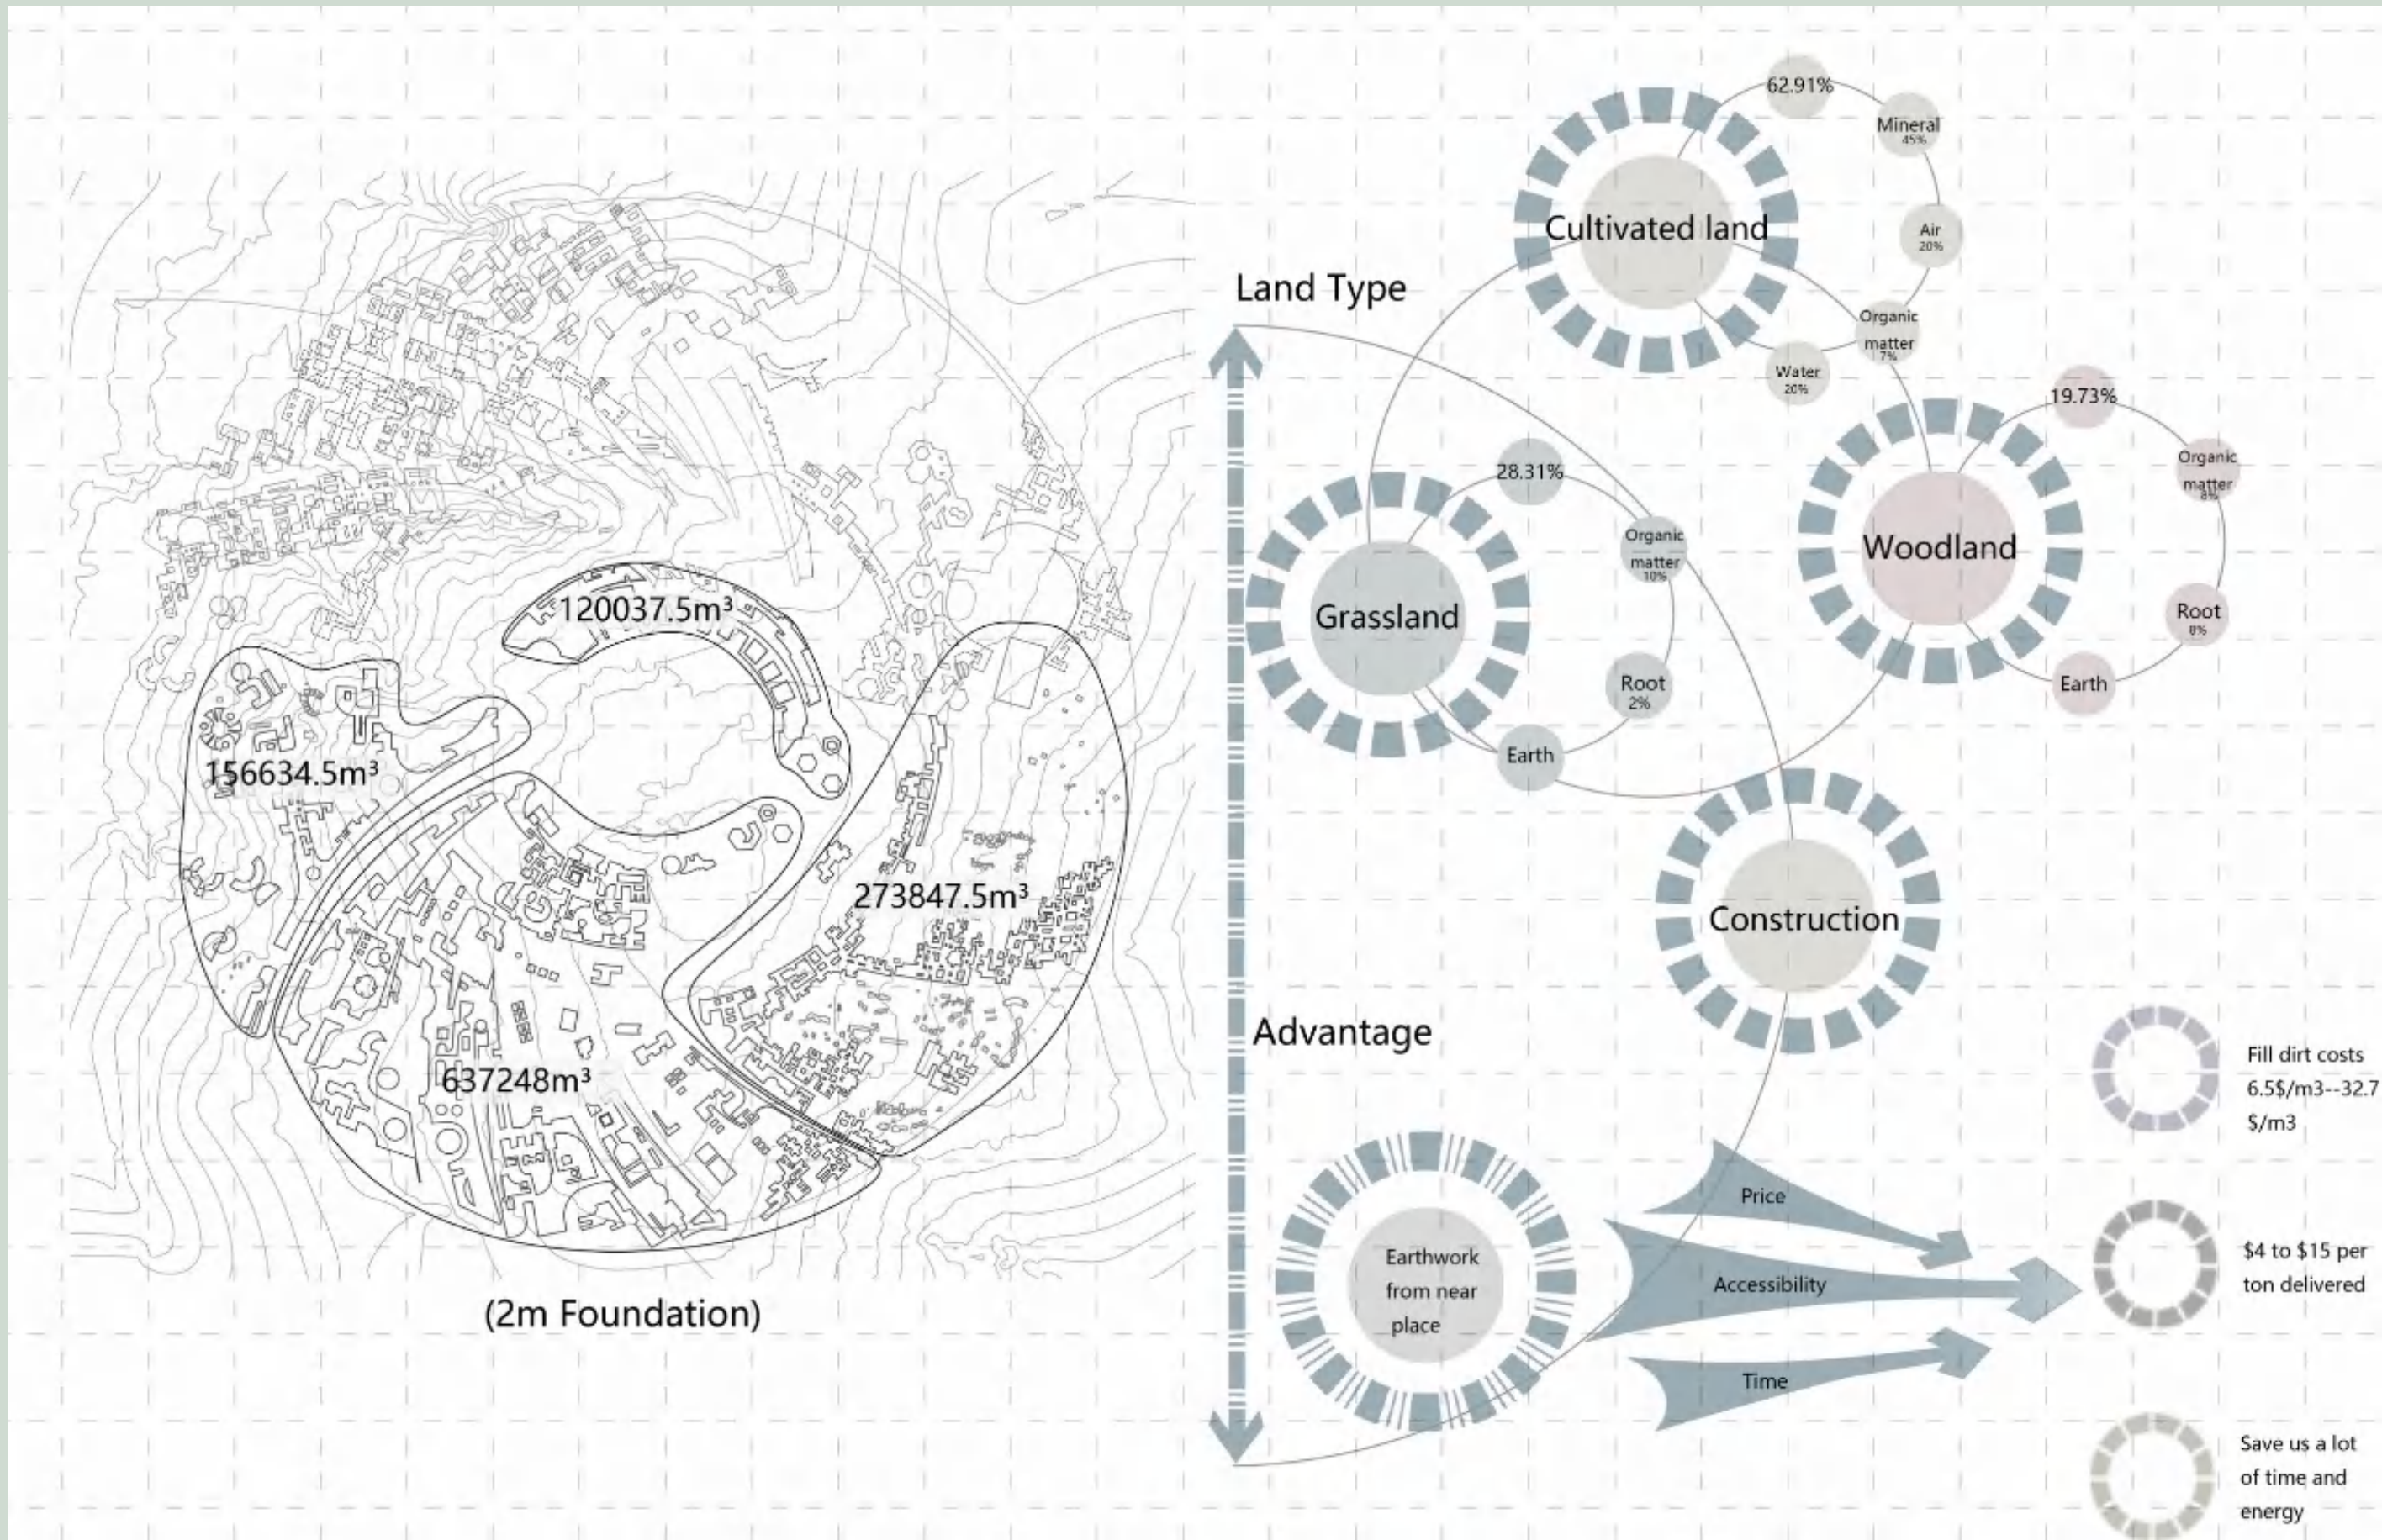 120037.5m³
156634.5m³
273847.5m³
637248m³
(2m Foundation)
Land Type
62.91%
Mineral
45%
Cultivated land
Air
20%
Organic
matter
7%
Water
20%
19.73%
Organic
matter
8%
Woodland
Root
8%
Earth
28.31%
Organic
matter
10%
Grassland
Root
2%
Earth
Construction
Advantage
Earthwork
from near
place
Price
Accessibility
Time
Fill dirt costs
6.5$/m3--32.7
$/m3
$4 to $15 per
ton delivered
Save us a lot
of time and
energy